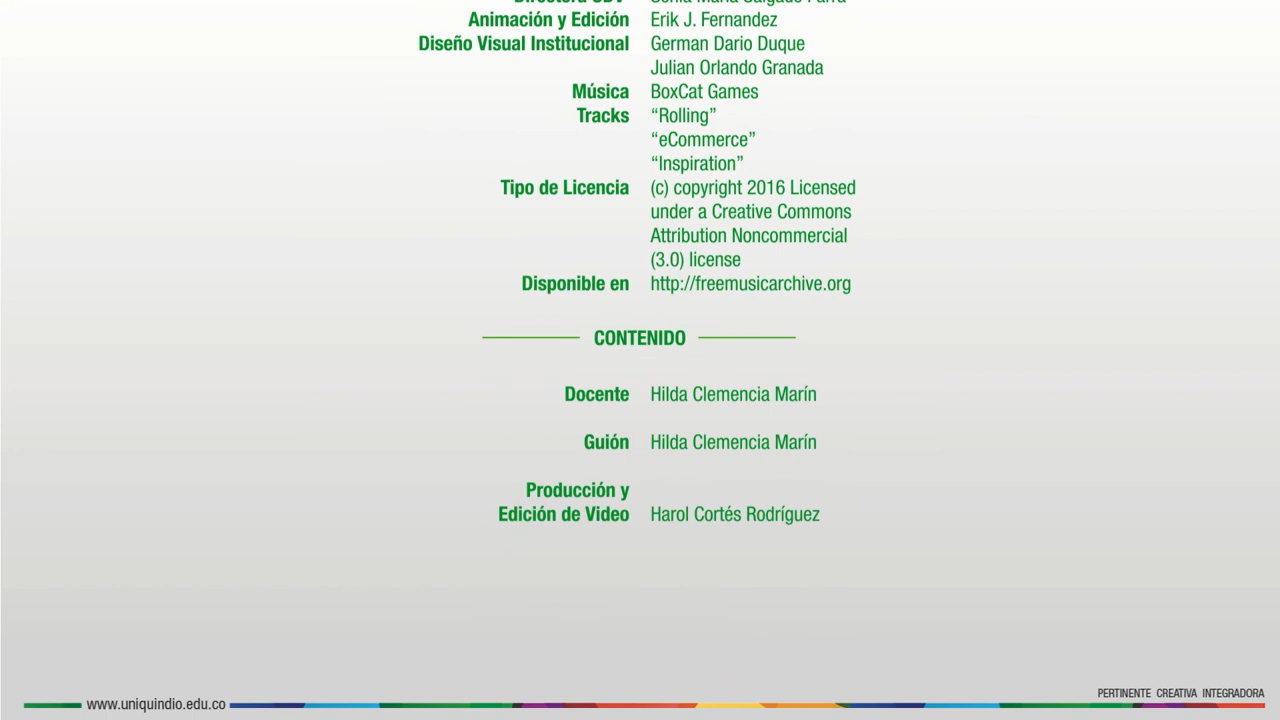 Animación y Edición Erik J. Fernandez
Diseño Visual Institucional German Dario Duque
Julian Orlando Granada
Música BoxCat Games
Tracks “Rolling”
“eCommerce”
“Inspiration”
Tipo de Licencia (c) copyright 2016 Licensed
under a Creative Commons
Attribution Noncommercial
(3.0) license
Disponible en http://freemusicarchive.org
CONTENIDO
Docente Hilda Clemencia Marín
Guión Hilda Clemencia Marín
Producción y
Edición de Video Harol Cortés Rodríguez
PERTINENTE CREATIVA INTEGRADORA
www.uniquindio.edu.co